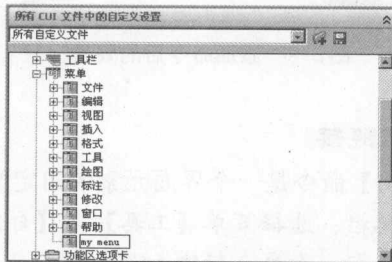 所有 CUI 文件中的自定义设置
所有自定义文件
工具栏
菜单
文件
编辑
视图
插入
格式
工具
绘图
标注
修改
窗口
帮助
my menu
功能区选项卡